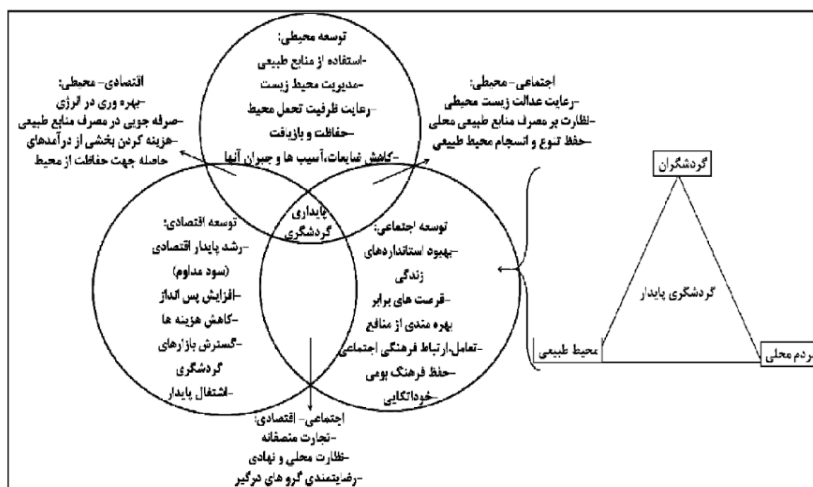 توسعه محیطی:
-استفاده از منابع طبیعی
-مدیریت محیط زیست
-رعایت ظرفیت تحمل محیط
-حفاظت و بازیافت
-کاهش ضایعات،آسیب ها و جبران آنها
اجتماعی-محیطی:
-رعایت عدالت زیست محیطی
-نظارت بر مصرف منابع طبیعی محلی
-حفظ تنوع و انسجام محیط طبیعی
اقتصادی-محیطی:
-بهره وری در انرژی
-صرفه جویی در مصرف منابع طبیعی
-هزینه کردن بخشی از درآمدهای
حاصله جهت حفاظت از محیط
پایداری
گردشگری
توسعه اجتماعی:
-بهبود استانداردهای
زندگی
-فرصت های برابر
بهره مندی از منافع
-تعامل،ارتباط فرهنگی اجتماعی
-حفظ فرهنگ بومی
-خوداتکایی
توسعه اقتصادی:
-رشد پایدار اقتصادی
(سود مداوم)
-افزایش پس انداز
-کاهش هزینه ها
-گسترش بازارهای
گردشگری
-اشتغال پایدار
اجتماعی- اقتصادی:
-تجارت منصفانه
-نظارت محلی و نهادی
-رضایتمندی گرو های درگیر
گردشگران
گردشگری پایدار
محیط طبیعی
مردم محلی